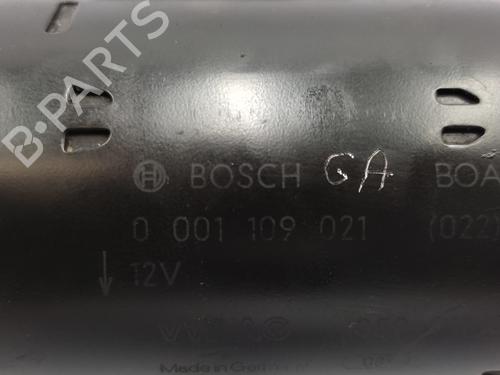 B-PARTS
BOSCH GA BOA
0 001 109 021 (022)
12V
Made in Germany